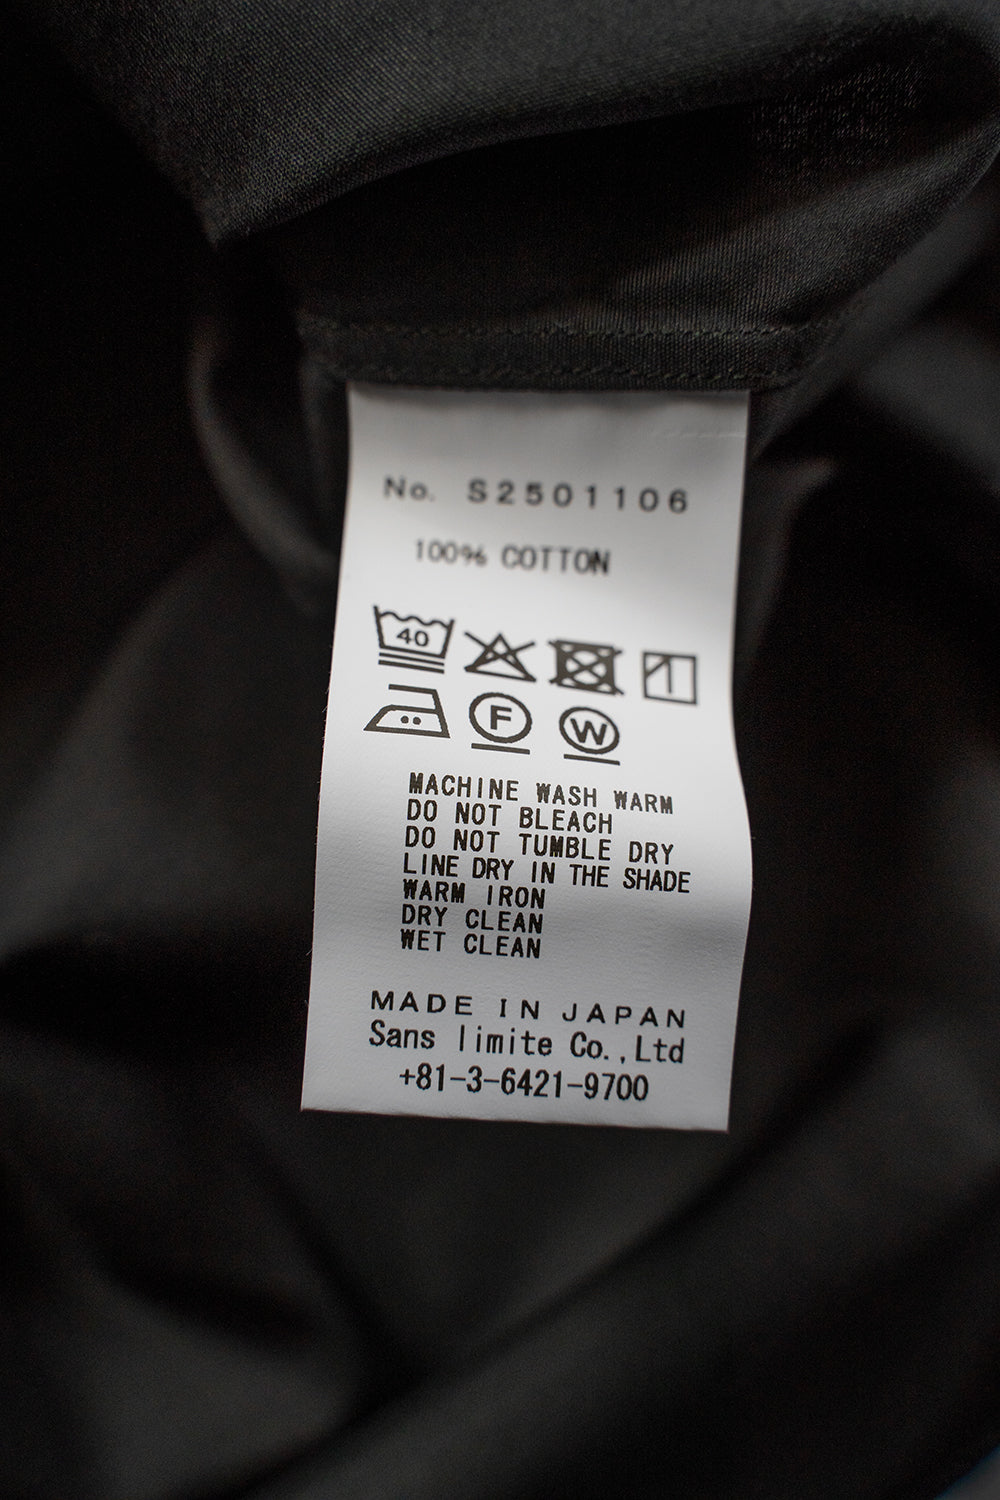 No. S2501106
100% COTTON
40
F W
MACHINE WASH WARM
DO NOT BLEACH
DO NOT TUMBLE DRY
LINE DRY IN THE SHADE
WARM IRON
DRY CLEAN
WET CLEAN
MADE IN JAPAN
Sans limite Co.,Ltd
+81-3-6421-9700